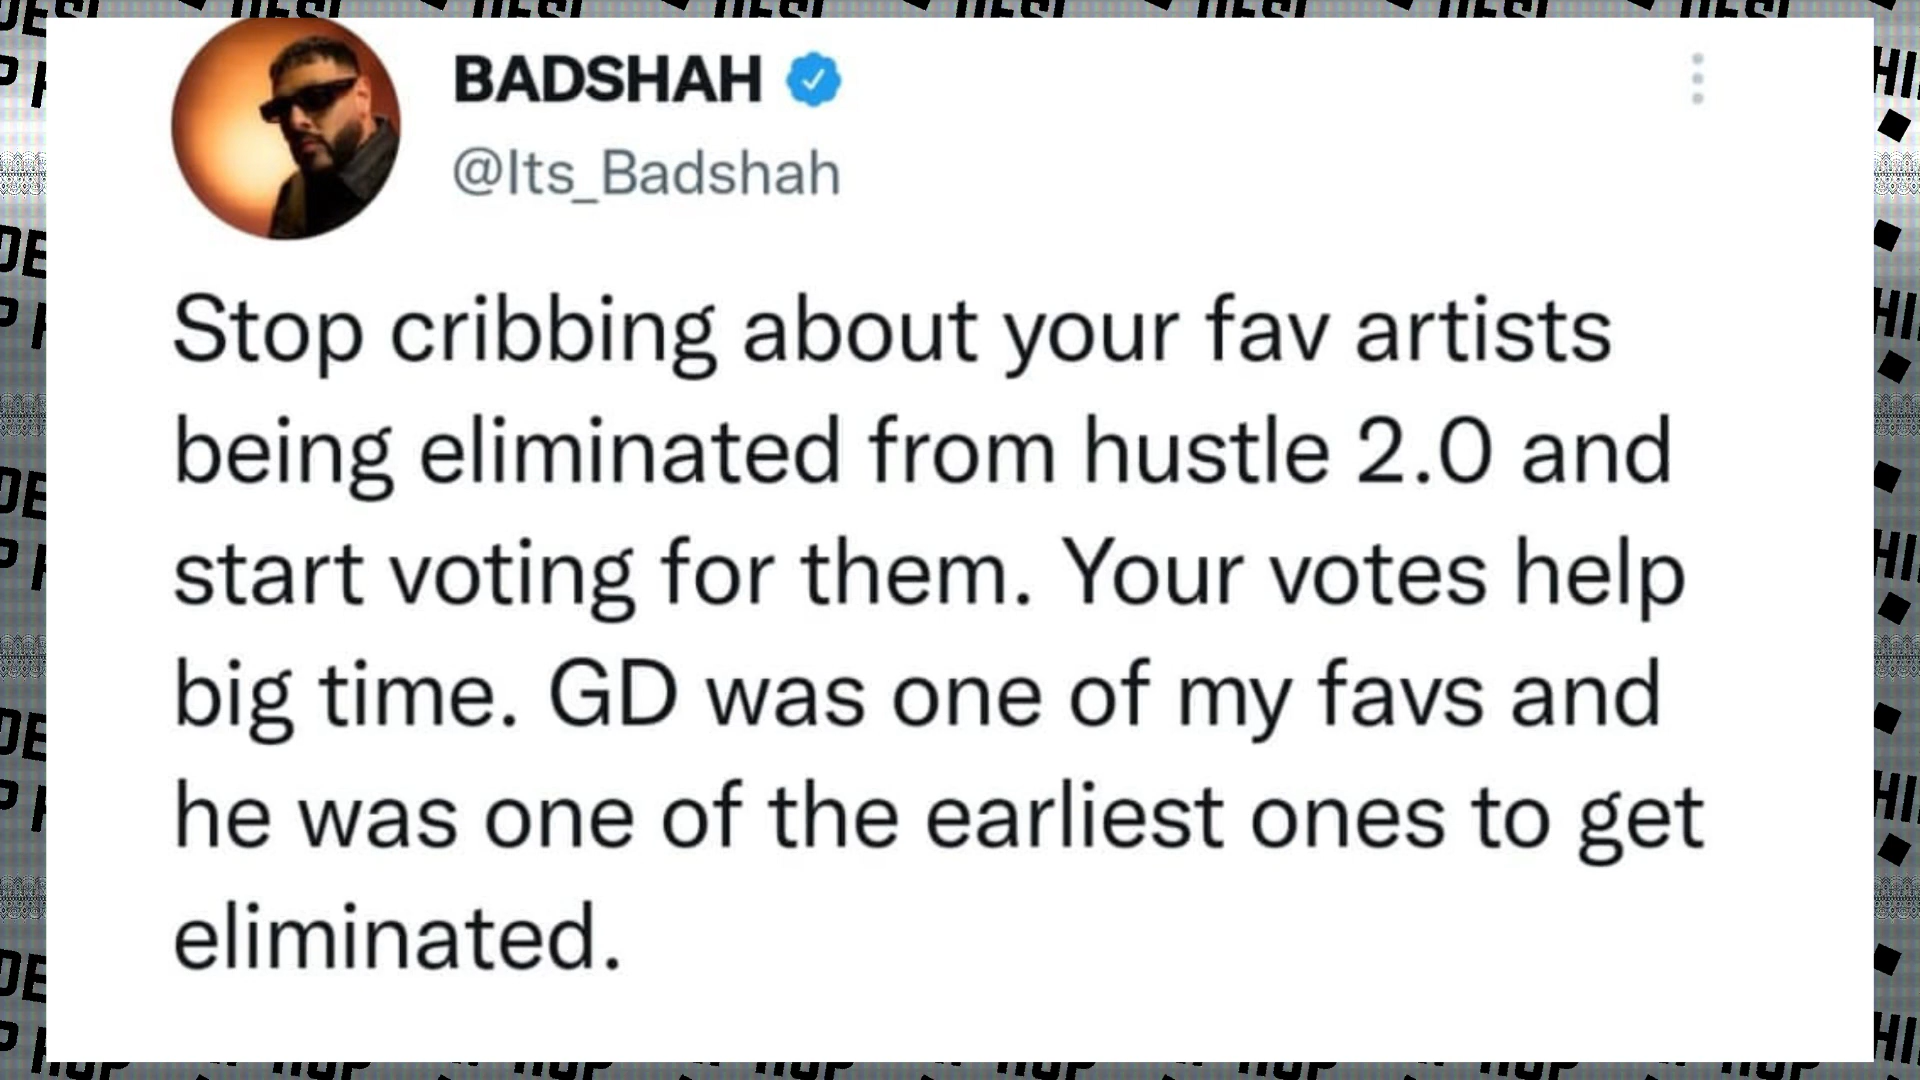 BADSHAH
@Its_Badshah
Stop cribbing about your fav artists
being eliminated from hustle 2.0 and
start voting for them. Your votes help
big time. GD was one of my favs and
he was one of the earliest ones to get
eliminated.